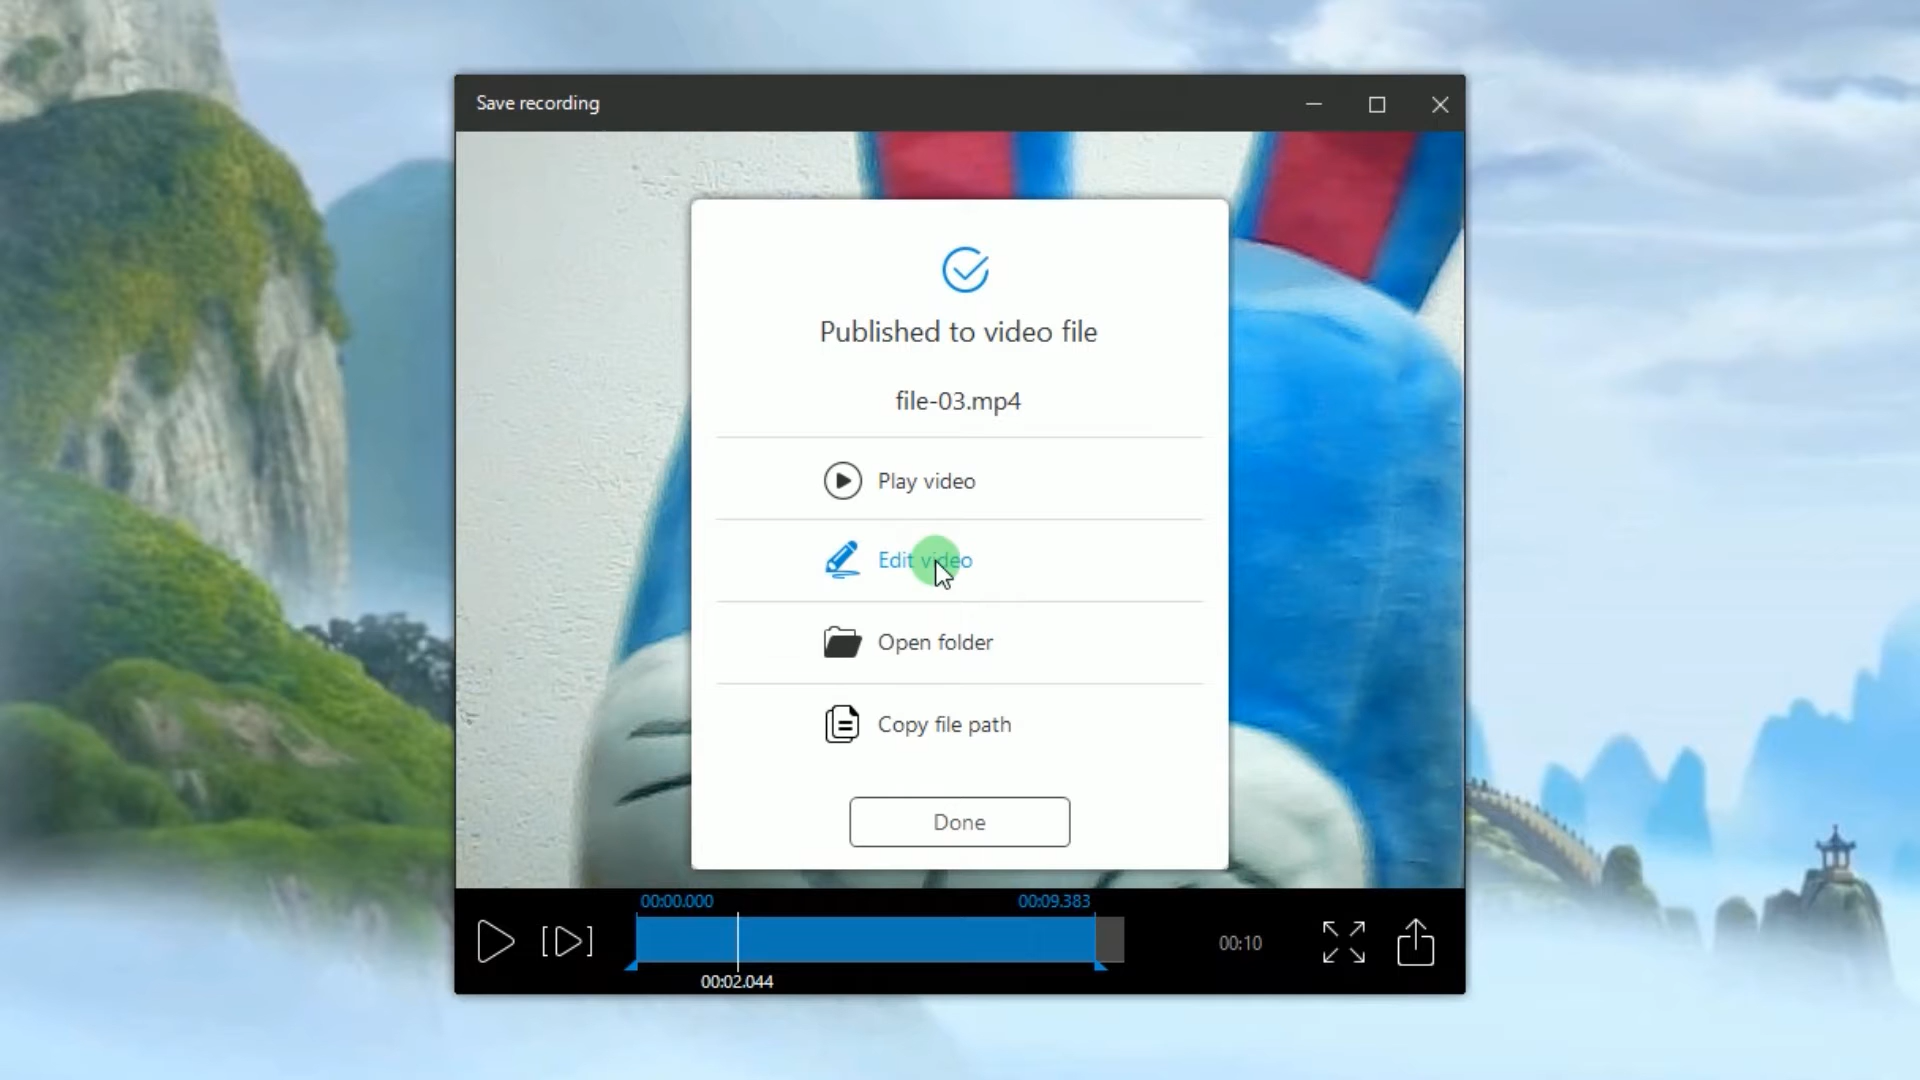 Save recording
Published to video file
file-03.mp4
Play video
Edit video
Open folder
Copy file path
Done
00:00.000
00:09.383
00:10
00:02.044